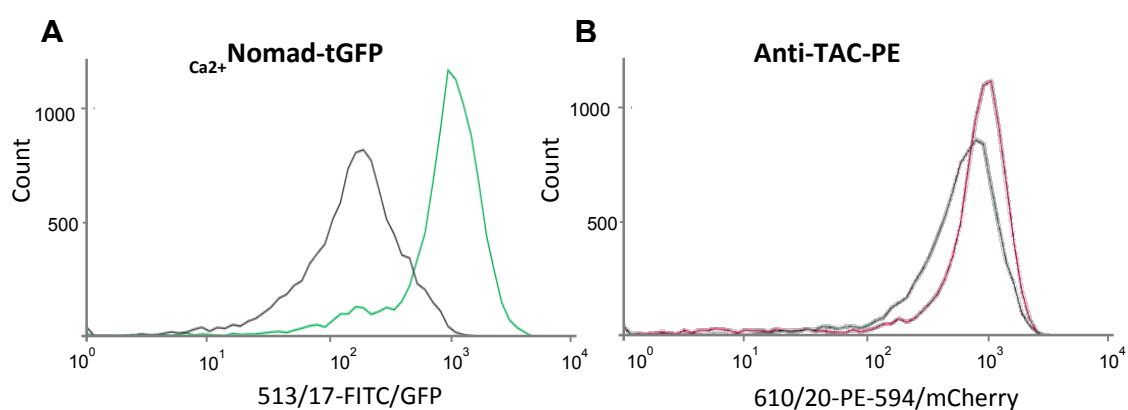 A
Ca2+Nomad-tGFP
1000
500
Count
10^0
10^1
10^2
10^3
10^4
513/17-FITC/GFP
B
Anti-TAC-PE
1000
500
Count
10^0
10^1
10^2
10^3
10^4
610/20-PE-594/mCherry